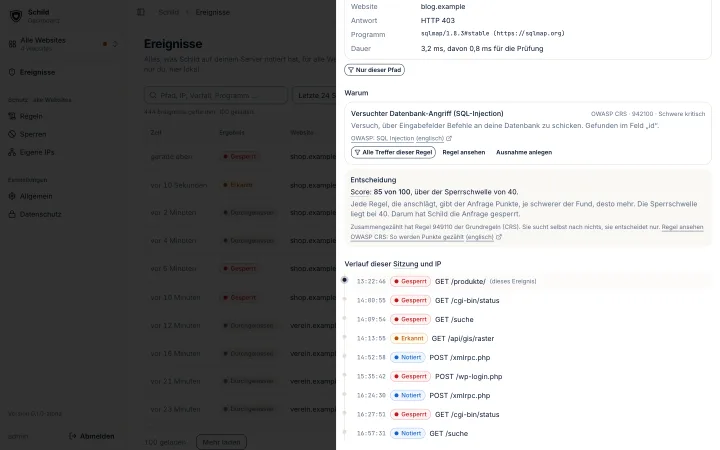 Schild
Dashboard
Alle Websites
4 Websites
Ereignisse
Regeln
Sperren
Eigene IPs
Einstellungen
Allgemein
Datenschutz
admin
Abmelden
Schild
Ereignisse
Ereignisse
Letzte 24 S
Zeit
Ereignis
Website
gerade eben
Gesperrt
shop.example
vor 10 Sekunden
Erkannt
vor 2 Minuten
Durchgelassen
vor 4 Minuten
Durchgelassen
shop.example
vor 6 Minuten
Gesperrt
shop.example
vor 10 Minuten
Gesperrt
shop.example
vor 12 Minuten
Durchgelassen
verein.example
vor 16 Minuten
Durchgelassen
verein.example
vor 11 Minuten
Durchgelassen
verein.example
vor 13 Minuten
Durchgelassen
verein.example
100 geladen
Mehr laden
Website
blog.example
Antwort
HTTP 403
Programm
sqlmap/1.8.3#stable (https://sqlmap.org)
Dauer
3,2 ms, davon 0,8 ms für die Prüfung
Nur dieser Pfad
Warum
Versuchter Datenbank-Angriff (SQL-Injection)
OWASP CRS · 942100 · Schwere kritisch
Versuch, über Eingabefelder Befehle an deine Datenbank zu schicken. Gefunden im Feld „id".
OWASP: SQL Injection (englisch)
Alle Treffer dieser Regel
Regel ansehen
Ausnahme anlegen
Entscheidung
Score: 85 von 100, über der Sperrschwelle von 40.
Jede Regel, die anschlägt, gibt der Anfrage Punkte, je schwerer der Fund, desto mehr. Die Sperrschwelle
liegt bei 40. Darum hat Schild die Anfrage gesperrt.
Zusammengezählt hat Regel 949110 der Grundregeln (CRS). Sie sucht selbst nach nichts, sie entscheidet nur. Regel ansehen
OWASP CRS: So werden Punkte gezählt (englisch)
Verlauf dieser Sitzung und IP
13:22:46 Gesperrt GET /produkte/ (dieses Ereignis)
14:00:55 Gesperrt GET /cgi-bin/status
14:09:54 Gesperrt GET /suche
14:13:55 Erkannt GET /api/gis/raster
14:52:58 Notiert POST /xmlrpc.php
15:35:42 Gesperrt POST /wp-login.php
16:24:30 Notiert POST /xmlrpc.php
16:27:51 Gesperrt GET /cgi-bin/status
16:57:31 Notiert GET /suche